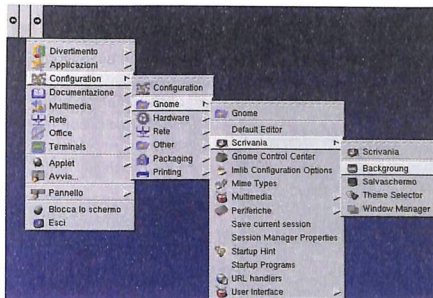 Divertimento
Applicazioni
Configuration
Documentazione
Multimedia
Rete
Office
Terminals
Applet
Avvia...
Pannello
Blocca lo schermo
Esci
Configuration
Gnome
Hardware
Rete
Other
Packaging
Printing
Gnome
Default Editor
Scrivania
Gnome Control Center
Imlib Configuration Options
Mime Types
Multimedia
Periferiche
Save current session
Session Manager Properties
Startup Hint
Startup Programs
URL handlers
User Interface
Scrivania
Backgroung
Salvaschermo
Theme Selector
Window Manager